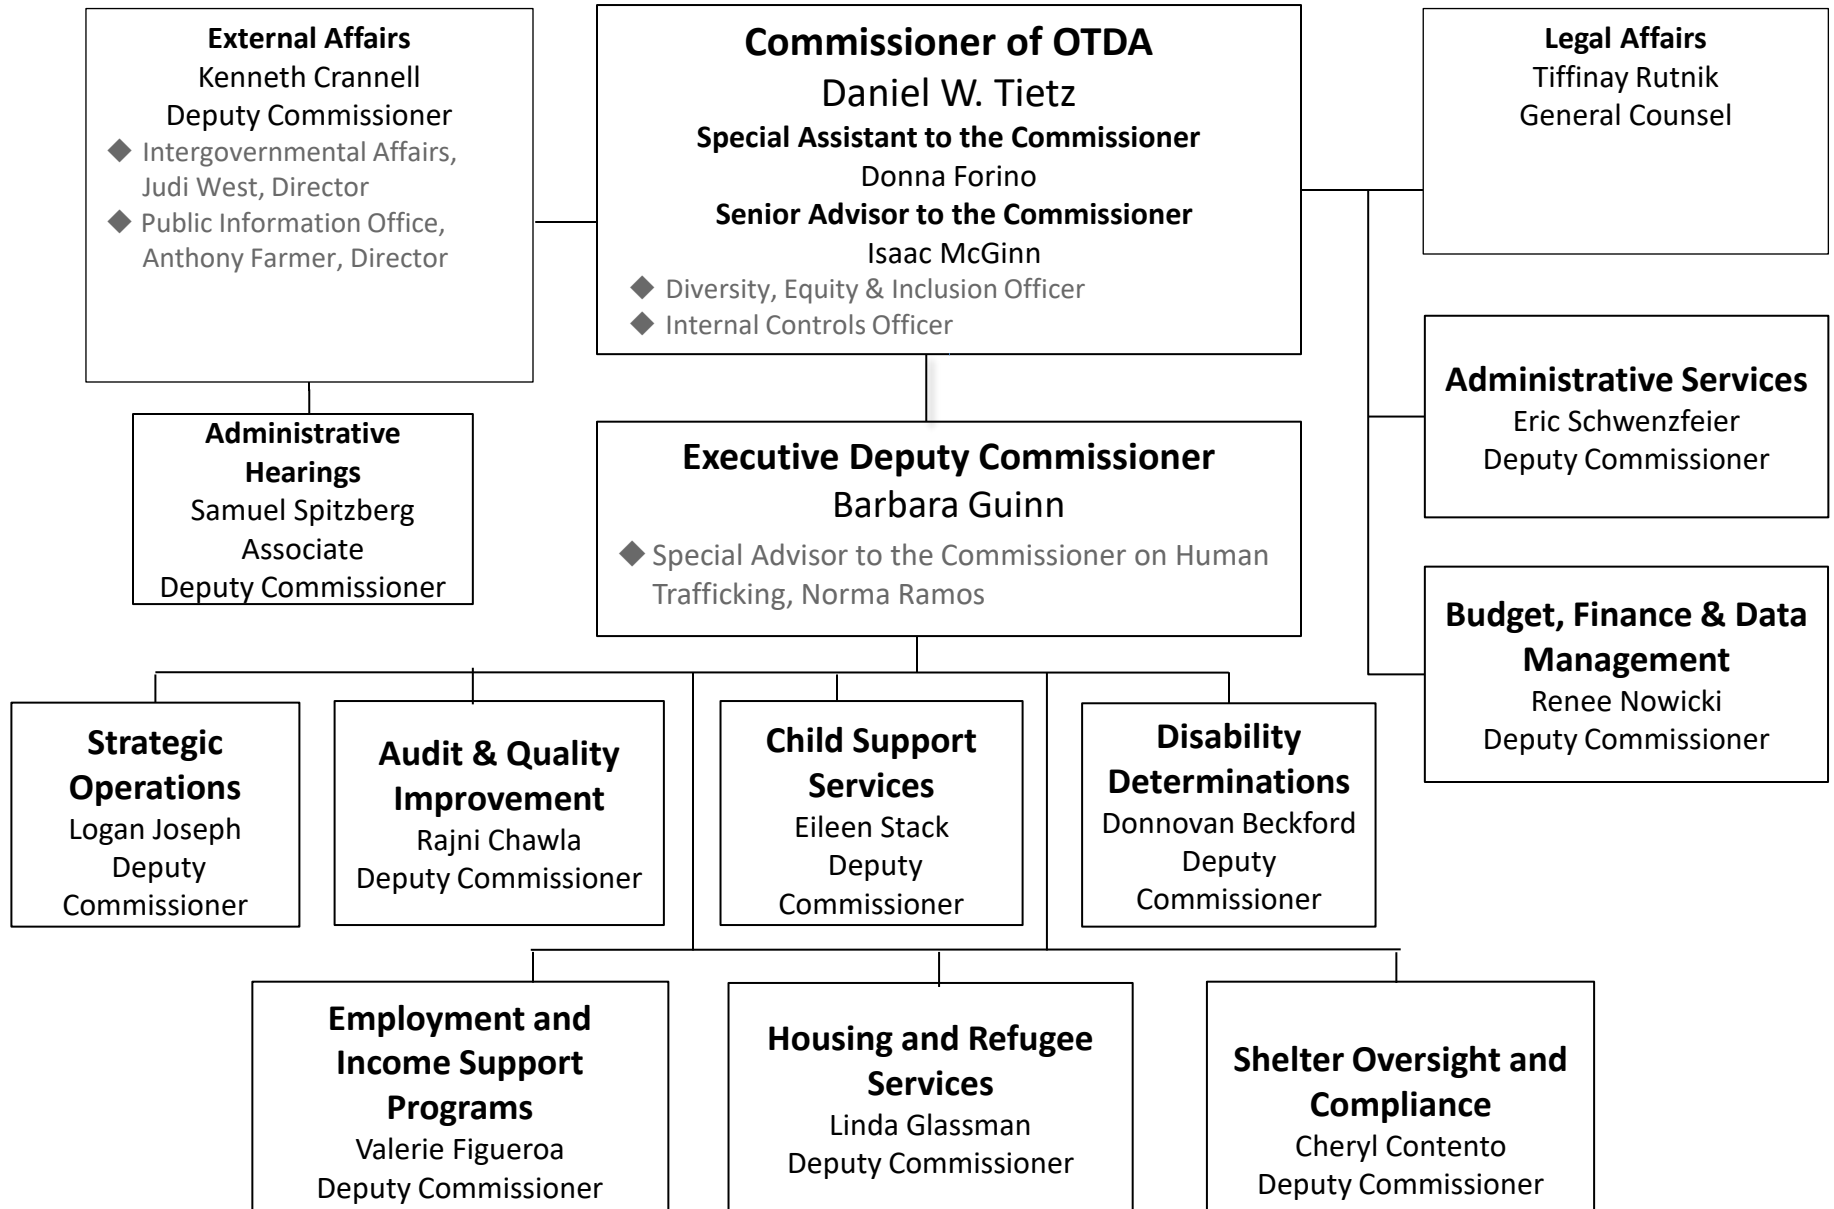 External Affairs
Kenneth Crannell
Deputy Commissioner
◆ Intergovernmental Affairs,
Judi West, Director
◆ Public Information Office,
Anthony Farmer, Director
Commissioner of OTDA
Daniel W. Tietz
Special Assistant to the Commissioner
Donna Forino
Senior Advisor to the Commissioner
Isaac McGinn
◆ Diversity, Equity & Inclusion Officer
◆ Internal Controls Officer
Legal Affairs
Tiffinay Rutnik
General Counsel
Administrative Services
Eric Schwenzfeier
Deputy Commissioner
Administrative
Hearings
Samuel Spitzberg
Associate
Deputy Commissioner
Executive Deputy Commissioner
Barbara Guinn
◆ Special Advisor to the Commissioner on Human
Trafficking, Norma Ramos
Budget, Finance & Data
Management
Renee Nowicki
Deputy Commissioner
Strategic
Operations
Logan Joseph
Deputy
Commissioner
Audit & Quality
Improvement
Rajni Chawla
Deputy Commissioner
Child Support
Services
Eileen Stack
Deputy
Commissioner
Disability
Determinations
Donnovan Beckford
Deputy
Commissioner
Employment and
Income Support
Programs
Valerie Figueroa
Deputy Commissioner
Housing and Refugee
Services
Linda Glassman
Deputy Commissioner
Shelter Oversight and
Compliance
Cheryl Contento
Deputy Commissioner